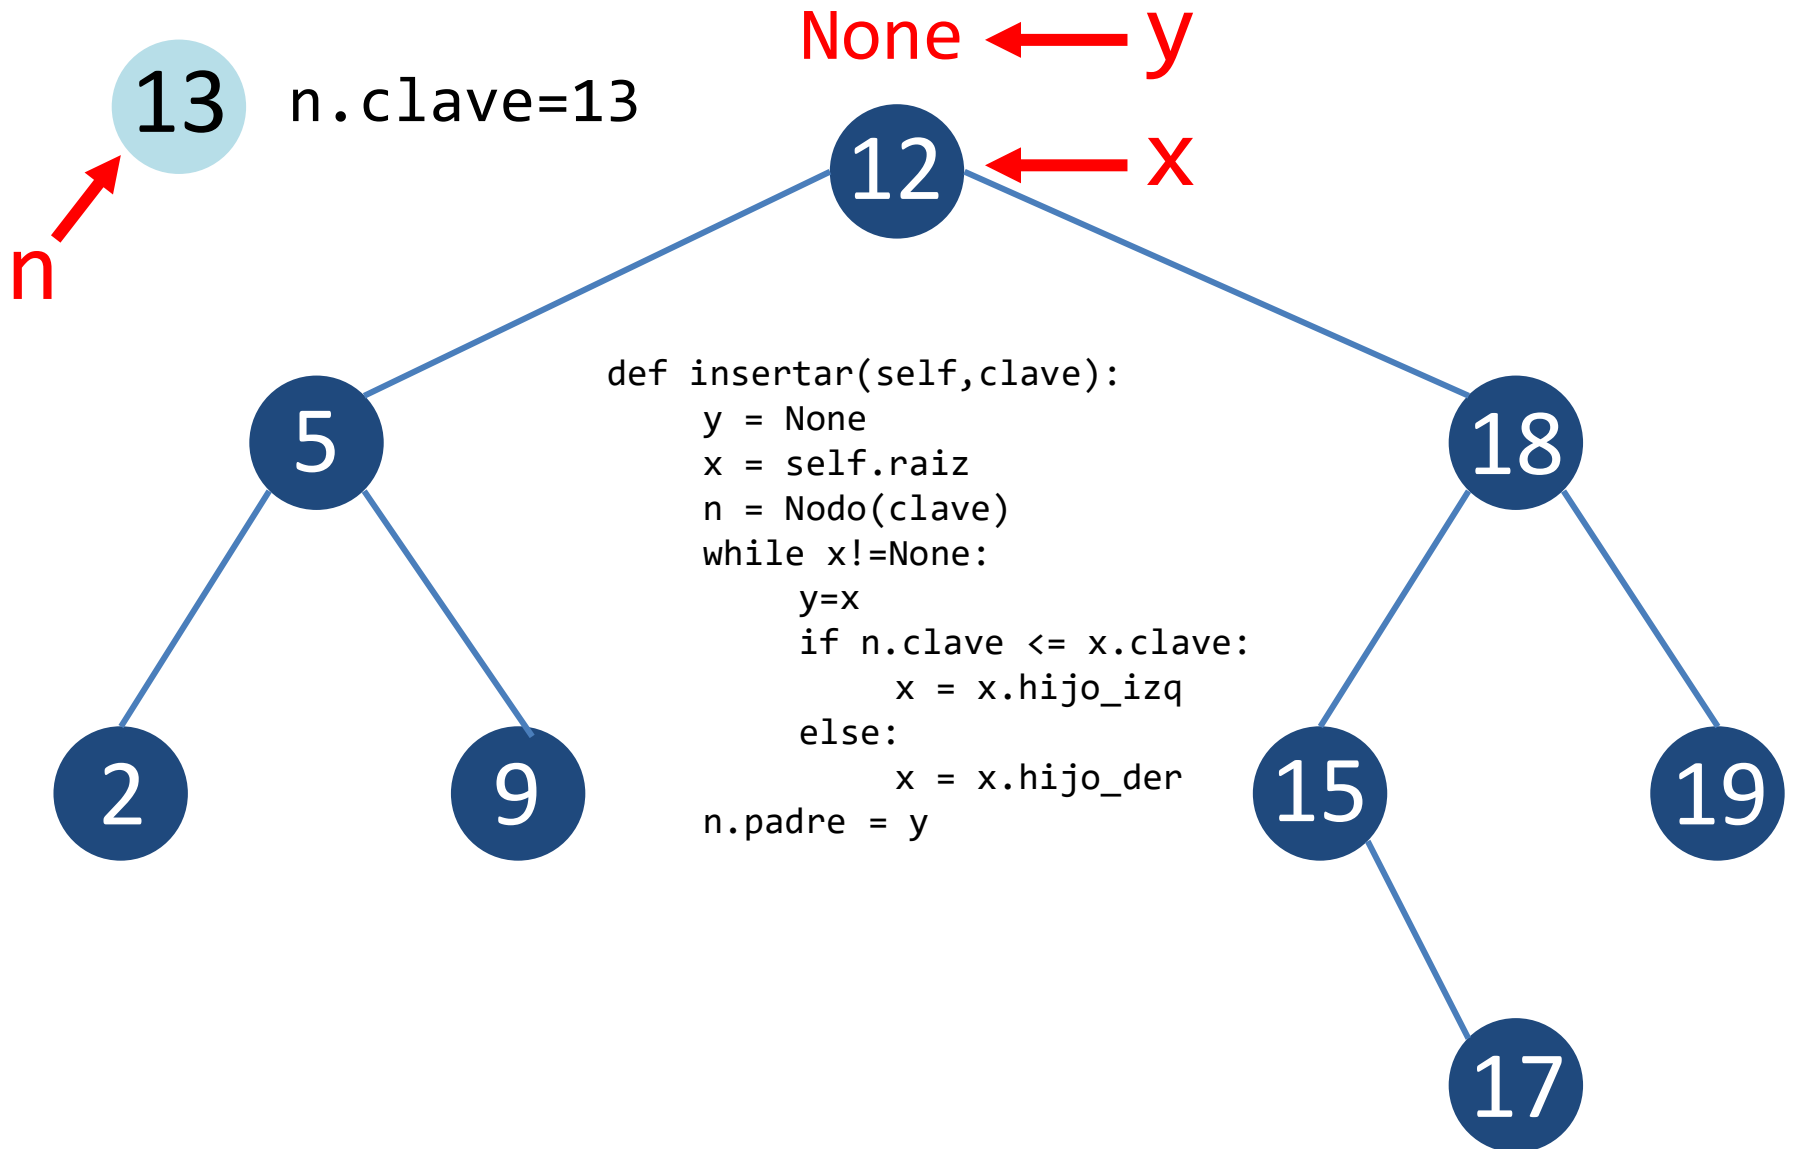 None
y
13
n.clave=13
12
x
n
def insertar(self,clave):
y = None
x = self.raiz
n = Nodo(clave)
while x!=None:
y=x
if n.clave <= x.clave:
x = x.hijo_izq
else:
x = x.hijo_der
n.padre = y
5
18
2
9
15
19
17